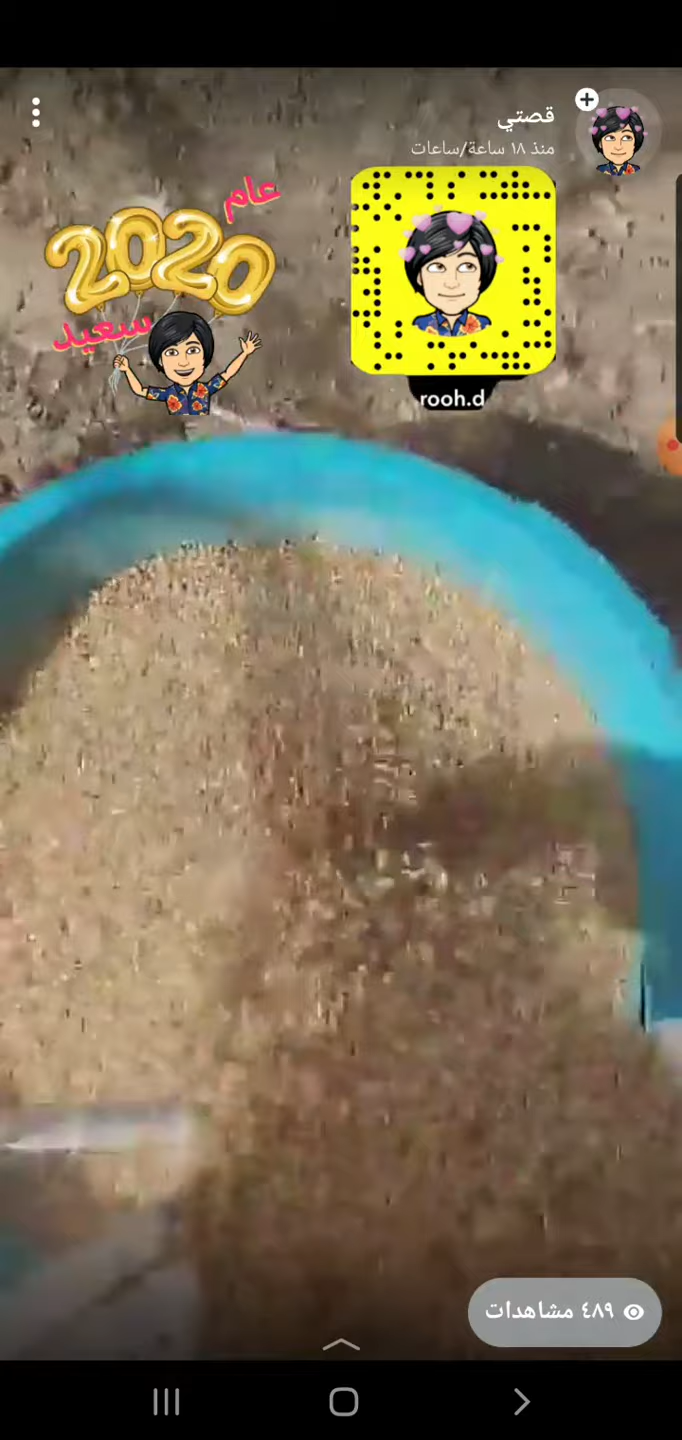 قصتي
منذ ١٨ ساعة/ساعات
عام
2020
سعيد
rooh.d
٤٨٩ مشاهدات